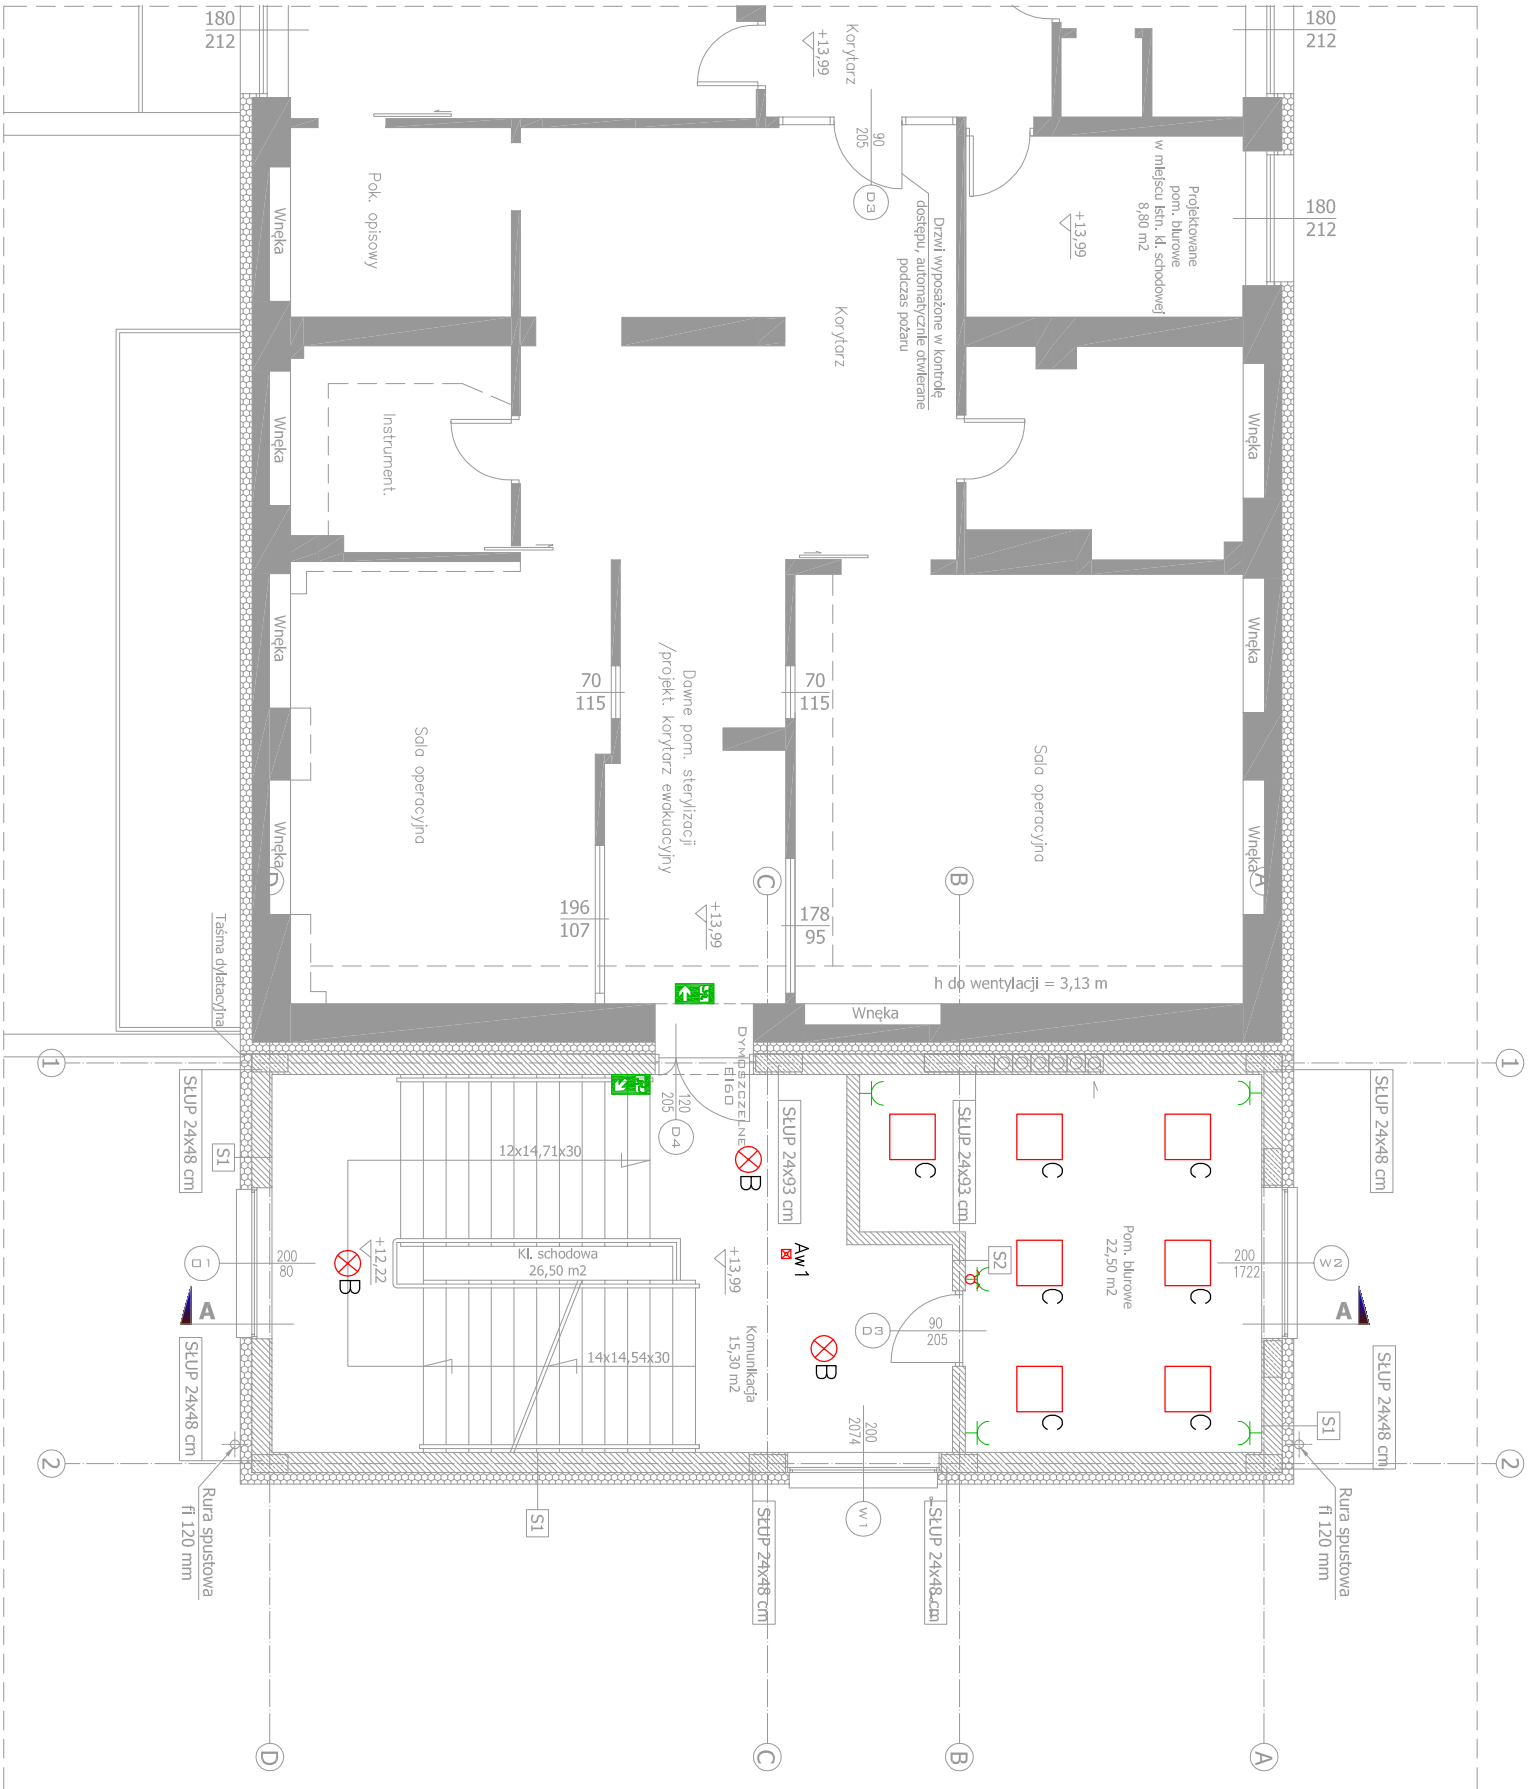 180
212
180
212
Korytarz
+13,99
90
205
D3
Projektowane
pom. biurowe
w miejscu istn. kl. schodowej
8,80 m2
+13,99
180
212
Pok. opisowy
Wnęka
Drzwi wyposażone w kontrolę
dostępu, automatycznie otwierane
podczas pożaru
Korytarz
Instrument.
Wnęka
Wnęka
Wnęka
Wnęka
70
115
70
115
Dawne pom. sterylizacji
/projekt. korytarz ewakuacyjny
Sala operacyjna
Sala operacyjna
Wnęka
Wnęka
D
C
B
A
196
107
178
95
+13,99
Taśma dylatacyjna
h do wentylacji = 3,13 m
Wnęka
1
1
DYMOSZCZELNE
EI60
120
205
D4
SŁUP 24x48 cm
SŁUP 24x93 cm
SŁUP 24x93 cm
SŁUP 24x48 cm
S1
12x14,71x30
B
C
C
C
Kl. schodowa
26,50 m2
+12,22
+13,99
Aw1
S2
Pom. biurowe
22,50 m2
O1
200
80
B
200
1722
W2
C
C
A
A
D3
90
205
14x14,54x30
Komunikacja
15,30 m2
B
C
C
SŁUP 24x48 cm
SŁUP 24x48 cm
200
2074
W1
S1
2
2
S1
Rura spustowa
fi 120 mm
SŁUP 24x48 cm
SŁUP 24x48 cm
Rura spustowa
fi 120 mm
D
C
B
A